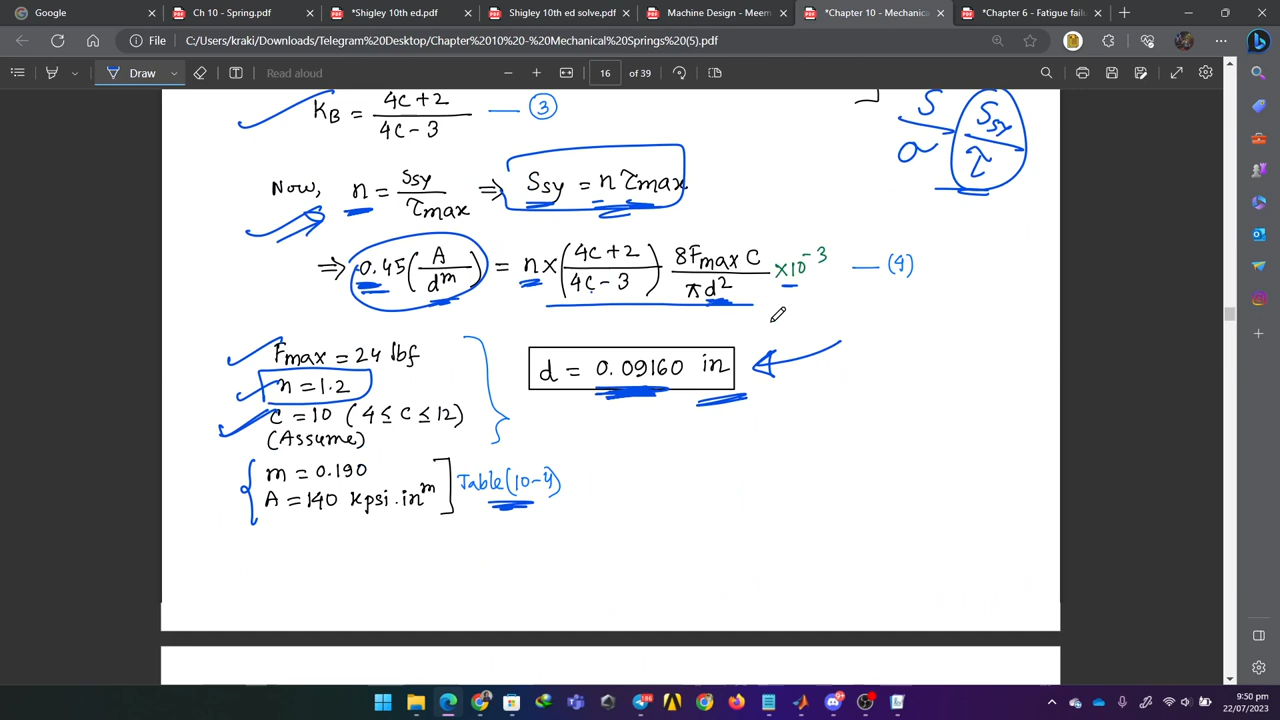 Google
Ch 10 - Spring.pdf
*Shigley 10th ed.pdf
Shigley 10th ed solve.pdf
Machine Design - Meem
*Chapter 10 - Mechanica
*Chapter 6 - Fatigue failu
File
C:/Users/kraki/Downloads/Telegram%20Desktop/Chapter%2010%20-%20Mechanical%20Springs%20(5).pdf
Draw
Read aloud
16 of 39
K_B = (4C+2)/(4C-3) — ③
S/σ S_sy/τ
Now, n = S_sy/τ_max ⇒ S_sy = n τ_max
⇒ 0.45 (A/d^m) = n × ((4C+2)/(4C-3)) 8F_max C/πd² ×10⁻³ — (4)
F_max = 24 lbf
n = 1.2
C = 10 (4 ≤ C ≤ 12)
(Assume)
d = 0.09160 in
m = 0.190
A = 140 kpsi.in^m
Table (10-4)
186
9:50 pm
22/07/2023